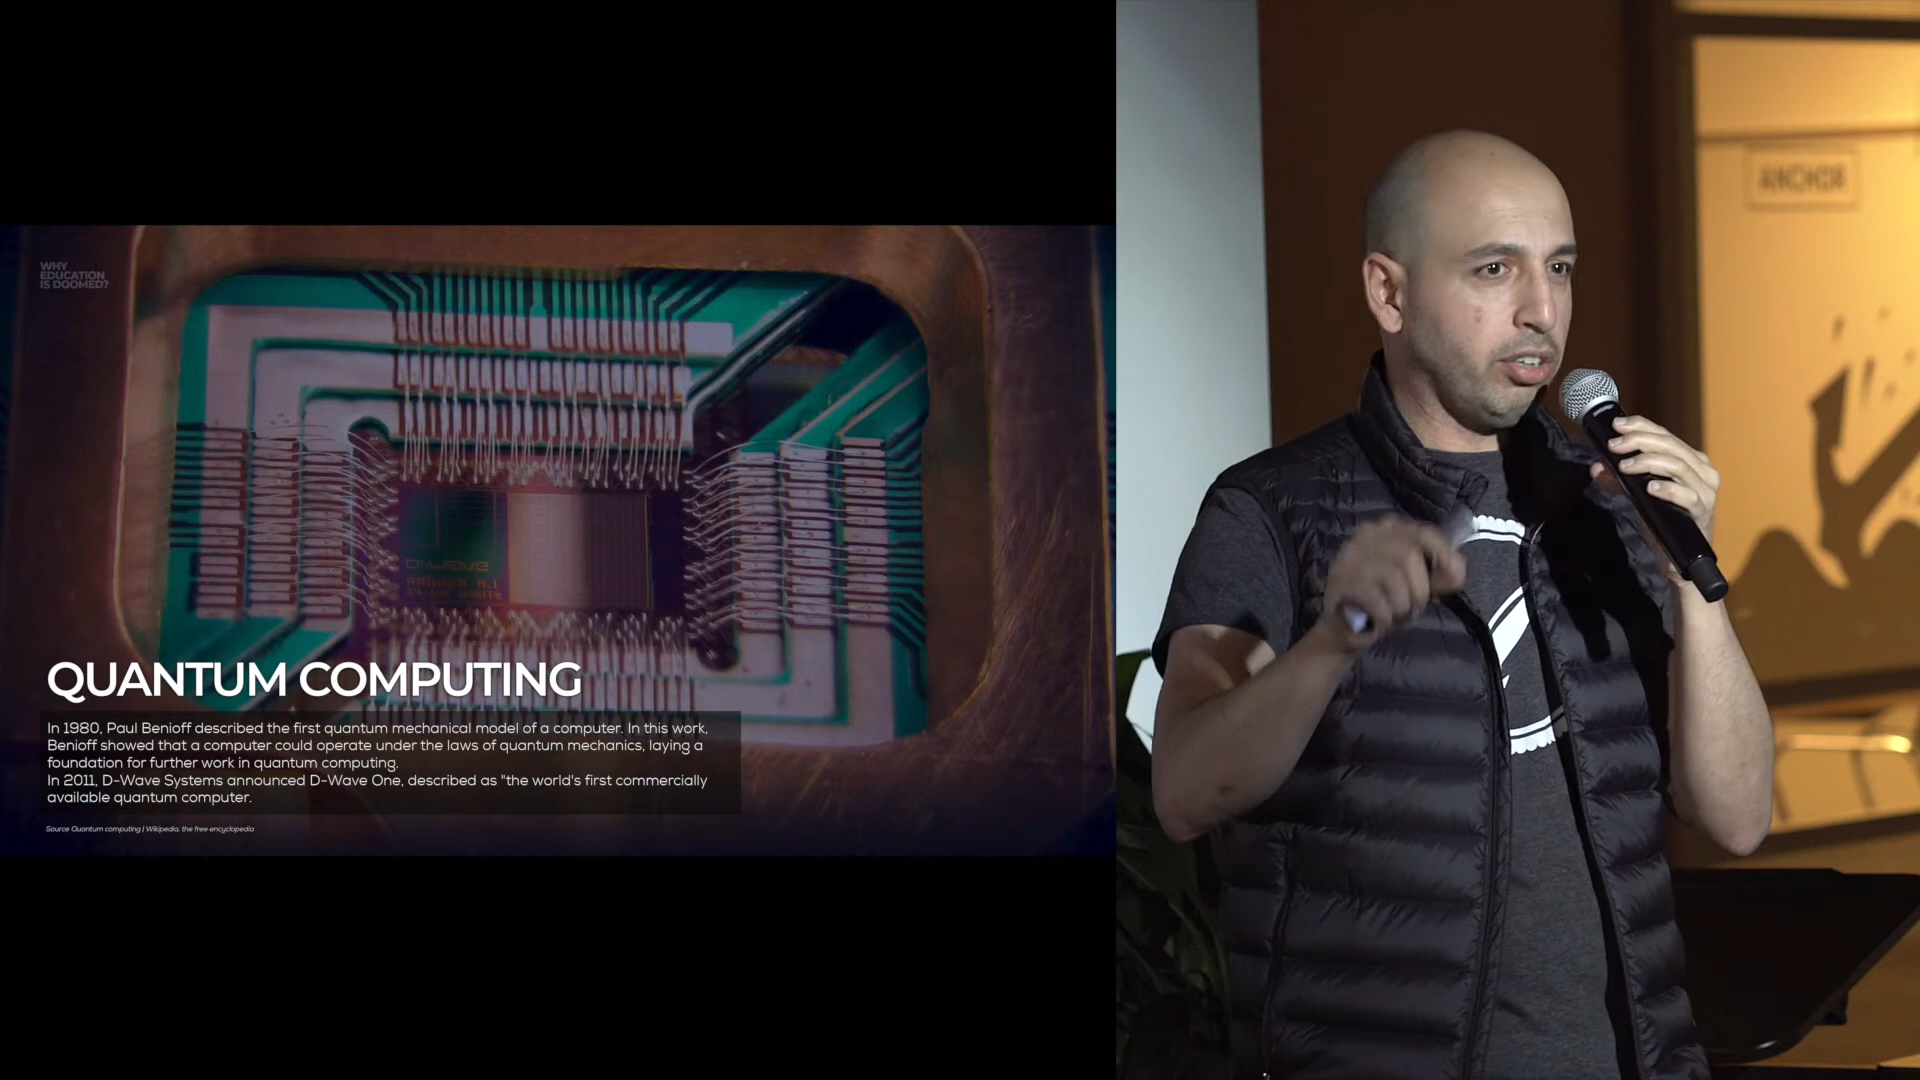 WHY
EDUCATION
IS DOOMED?
D-WAVE
QUANTUM COMPUTING
In 1980, Paul Benioff described the first quantum mechanical model of a computer. In this work,
Benioff showed that a computer could operate under the laws of quantum mechanics, laying a
foundation for further work in quantum computing.
In 2011, D-Wave Systems announced D-Wave One, described as "the world's first commercially
available quantum computer.
Source Quantum computing | Wikipedia, the free encyclopedia
ANCHOR